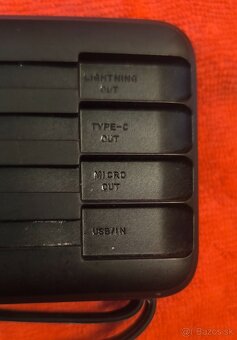 LIGHTNING
OUT
TYPE-C
OUT
MICRO
OUT
USB/IN
bazos.sk